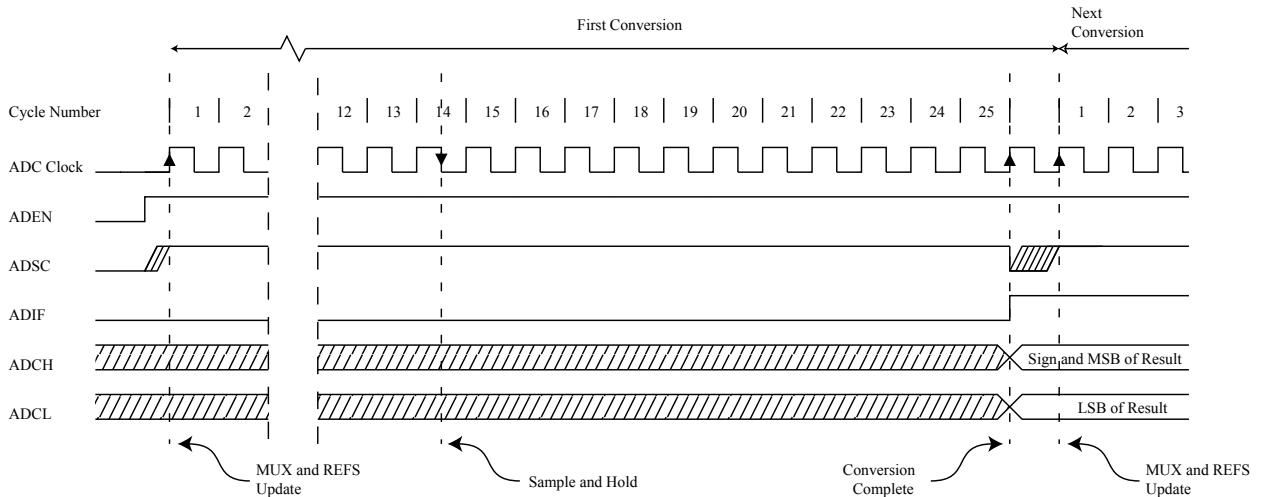 First Conversion
Next
Conversion
Cycle Number 1 2 12 13 14 15 16 17 18 19 20 21 22 23 24 25 1 2 3
ADC Clock
ADEN
ADSC
ADIF
ADCH Sign and MSB of Result
ADCL LSB of Result
MUX and REFS
Update
Sample and Hold
Conversion
Complete
MUX and REFS
Update